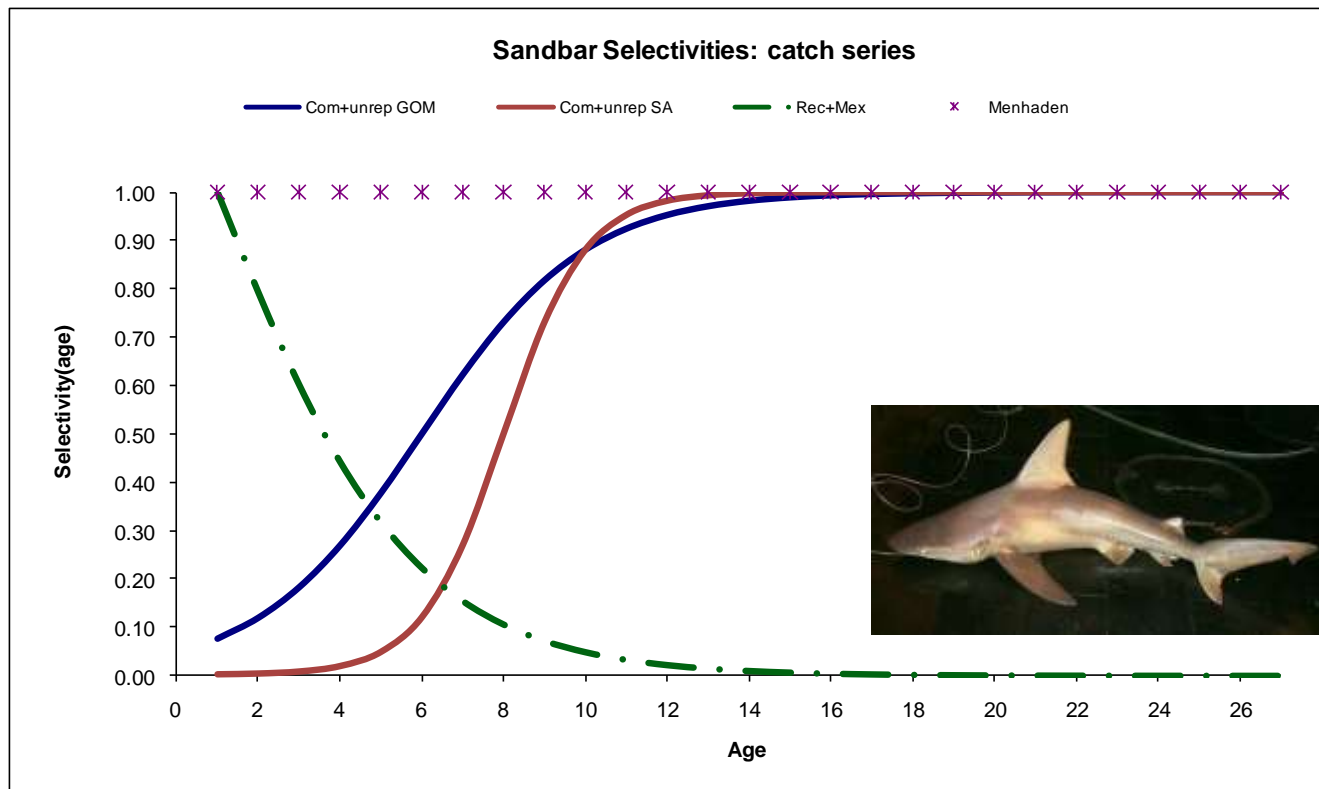 Sandbar Selectivities: catch series
Com+unrep GOM Com+unrep SA Rec+Mex Menhaden
1.00
0.90
0.80
0.70
0.60
0.50
0.40
0.30
0.20
0.10
0.00
Selectivity(age)
0 2 4 6 8 10 12 14 16 18 20 22 24 26
Age